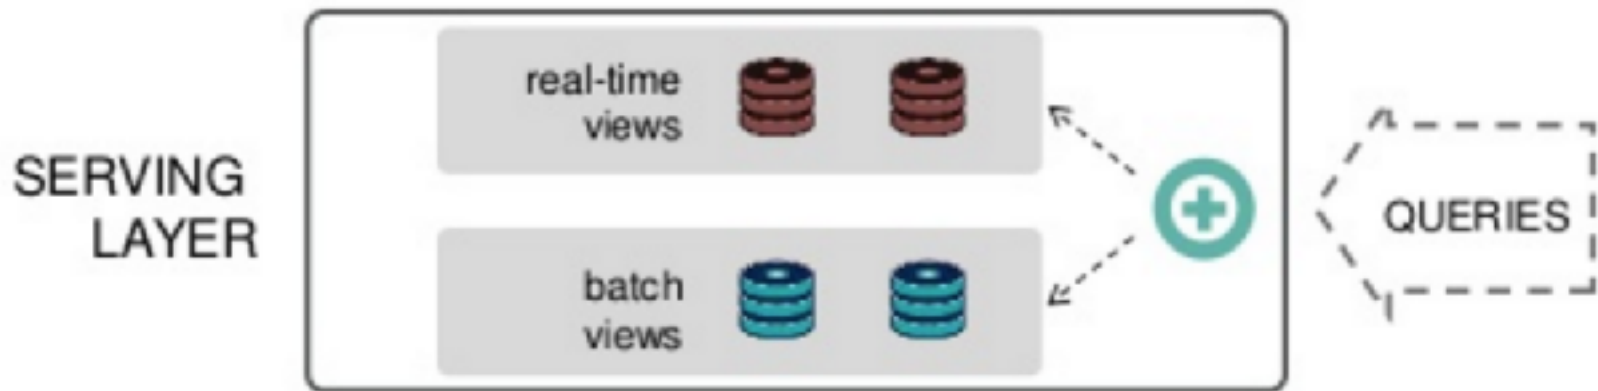 SERVING
LAYER
real-time
views
batch
views
QUERIES